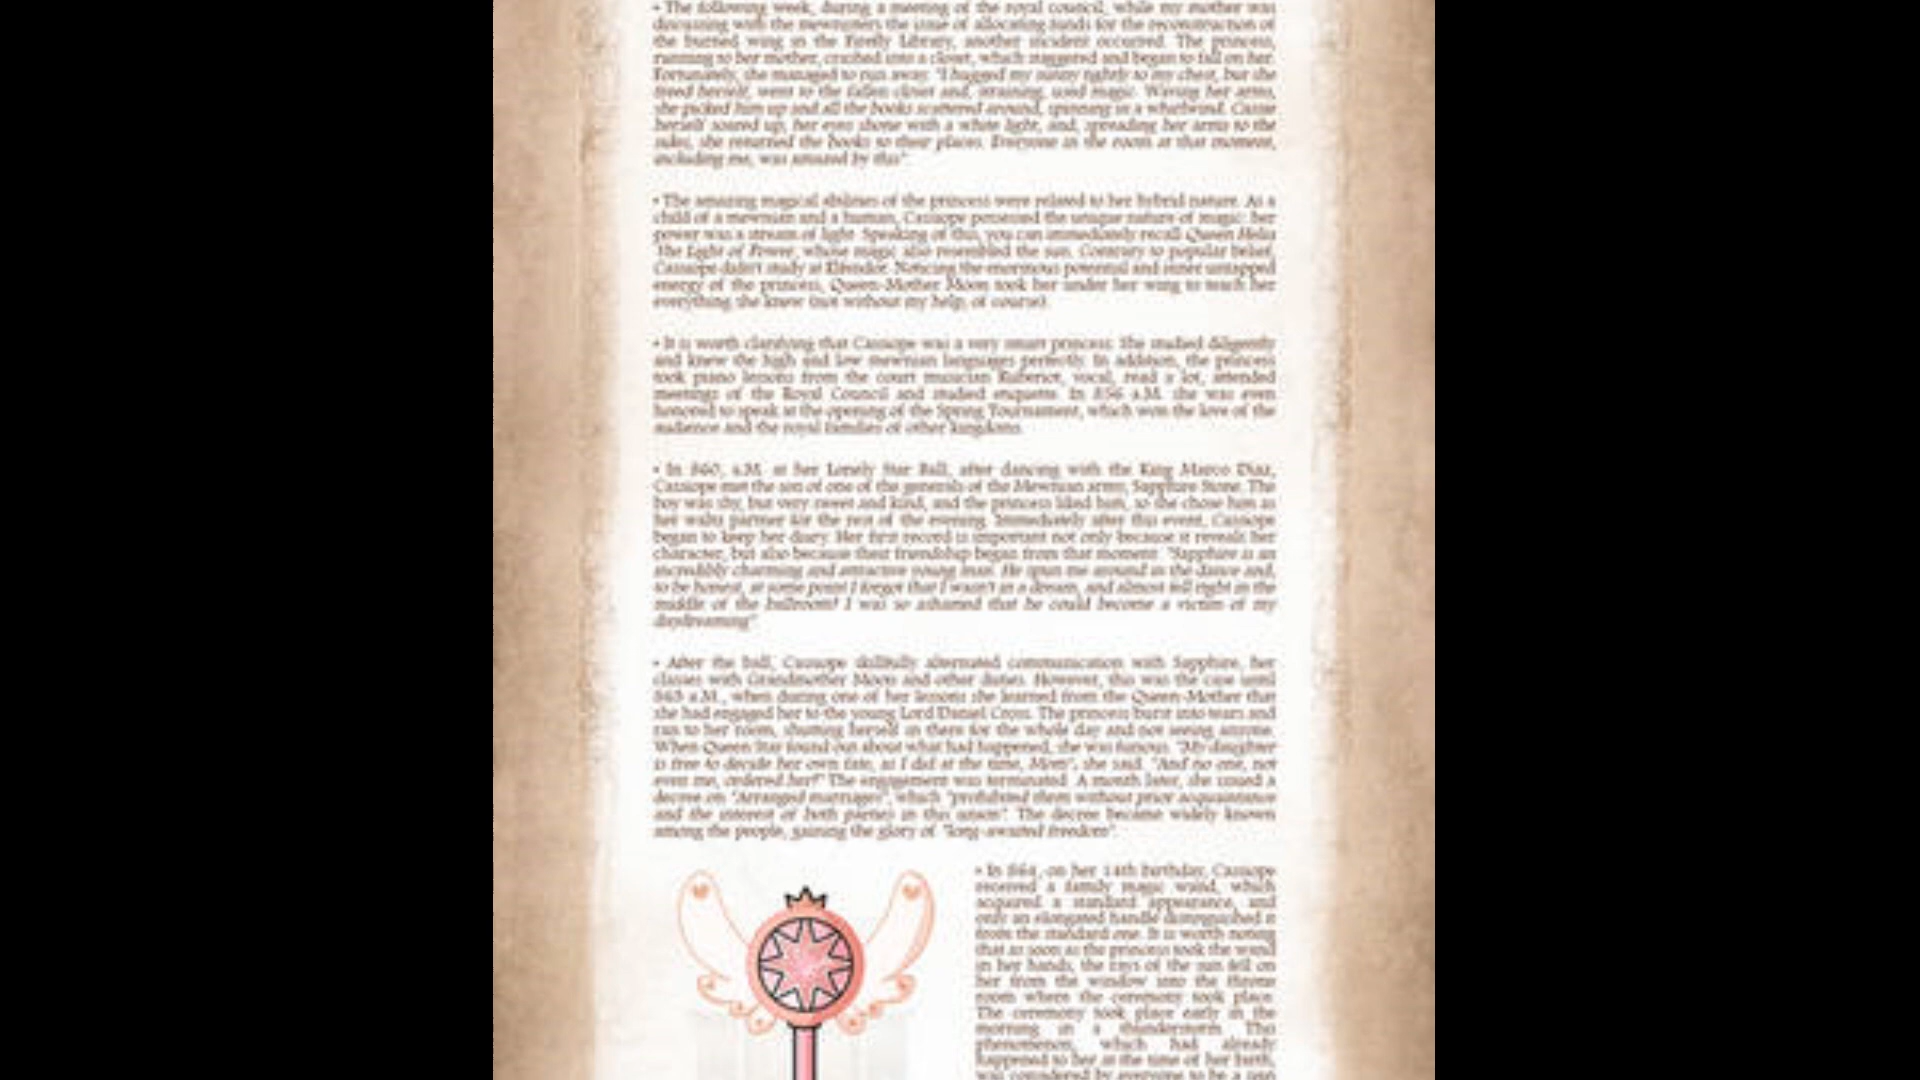 • The following week, during a meeting of the royal council, while my mother was
discussing with the mewnisters the issue of allocating funds for the reconstruction of
the burned wing in the Firefly Library, another incident occurred. The princess,
running to her mother, crashed into a closet, which staggered and began to fall on her.
Fortunately, she managed to run away. "I hugged my sunny tightly to my chest, but she
freed herself, went to the fallen closet and, straining, used magic. Waving her arms,
she picked him up and all the books scattered around, spinning in a whirlwind. Cassie
herself soared up, her eyes shone with a white light, and, spreading her arms to the
sides, she returned the books to their places. Everyone in the room at that moment,
including me, was amazed by this".
• The amazing magical abilities of the princess were related to her hybrid nature. As a
child of a mewnian and a human, Cassiope possessed the unique nature of magic: her
power was a stream of light. Speaking of this, you can immediately recall Queen
The Light of Power, whose magic also resembled the sun. Contrary to popular belief,
Cassiope didn't study at Elsindor. Noticing the enormous potential and inner untapped
energy of the princess, Queen-Mother Moon took her under her wing to teach her
everything she knew (not without my help, of course).
• It is worth clarifying that Cassiope was a very smart princess. She studied diligently
and knew the high and low mewnian languages perfectly. In addition, the princess
took piano lessons from the court musician Ruberiot, vocal, read a lot, attended
meetings of the Royal Council and studied etiquette. In 856 a.M. she was even
honored to speak at the opening of the Spring Tournament, which won the love of the
audience and the royal families of other kingdoms.
• In 860, a.M. at her Lonely Star Ball, after dancing with the King Marco Diaz,
Cassiope met the son of one of the generals of the Mewnian army, Sapphire Stone. The
boy was shy, but very sweet and kind, and the princess liked him, so she chose him as
her waltz partner for the rest of the evening. Immediately after this event, Cassiope
began to keep her diary. Her first record is important not only because it reveals her
character, but also because their friendship began from that moment: "Sapphire is an
incredibly charming and attractive young man. He spun me around in the dance and,
to be honest, at some point I forgot that I wasn't in a dream, and almost fell right in the
middle of the ballroom! I was so ashamed that he could become a victim of my
daydreaming".
• After the ball, Cassiope skillfully alternated communication with Sapphire, her
classes with Grandmother Moon and other duties. However, this was the case until
863 a.M., when during one of her lessons she learned from the Queen-Mother that
she had engaged her to the young Lord Daniel Cross. The princess burst into tears and
ran to her room, shutting herself in there for the whole day and not seeing anyone.
When Queen Star found out about what had happened, she was furious. "My daughter
is free to decide her own fate, as I did at the time, Mom", she said. "And no one, not
even me, ordered her!" The engagement was terminated. A month later, she issued a
decree on "Arranged marriages", which "prohibited them without prior acquaintance
and the interest of both parties in this union". The decree became widely known
among the people, gaining the glory of "long-awaited freedom".
• In 864, on her 14th birthday, Cassiope
received a family magic wand, which
acquired a standard appearance, and
only an elongated handle distinguished it
from the standard one. It is worth noting
that as soon as the princess took the wand
in her hands, the rays of the sun fell on
her from the window into the throne
room where the ceremony took place.
The ceremony took place early in the
morning in a thunderstorm. This
phenomenon, which had already
happened to her at the time of her birth,
was considered by everyone to be a sign